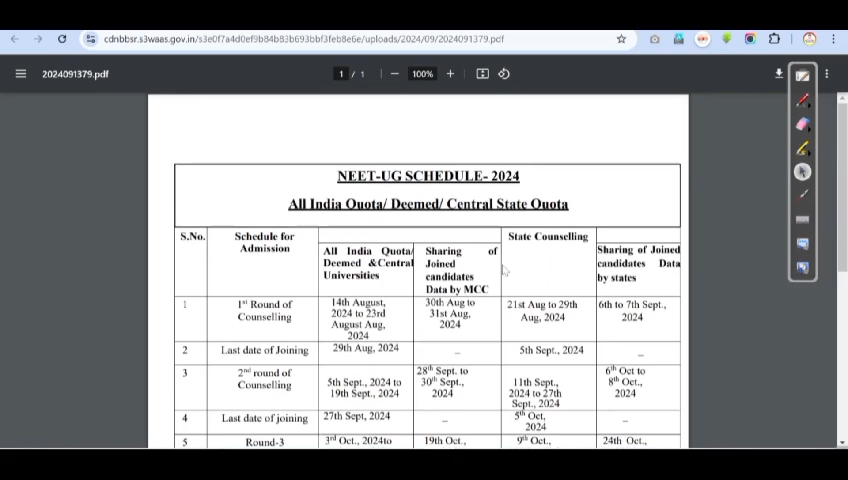 cdnbbsr.s3waas.gov.in/s3e0f7a4d0ef9b84b83b693bbf3feb8e6e/uploads/2024/09/2024091379.pdf
2024091379.pdf
1 / 1
100%
NEET-UG SCHEDULE- 2024
All India Quota/ Deemed/ Central State Quota
S.No.
Schedule for
Admission
All India Quota/
Deemed &Central
Universities
Sharing of
Joined
candidates
Data by MCC
State Counselling
Sharing of Joined
candidates Data
by states
1
1st Round of
Counselling
14th August,
2024 to 23rd
August Aug,
2024
30th Aug to
31st Aug,
2024
21st Aug to 29th
Aug, 2024
6th to 7th Sept.,
2024
2
Last date of Joining
29th Aug, 2024
_
5th Sept., 2024
_
3
2nd round of
Counselling
5th Sept., 2024 to
19th Sept., 2024
28th Sept. to
30th Sept.,
2024
11th Sept.,
2024 to 27th
Sept., 2024
6th Oct to
8th Oct.,
2024
4
Last date of joining
27th Sept, 2024
_
5th Oct,
2024
_
5
Round-3
3rd Oct., 2024to
19th Oct.,
9th Oct.,
24th Oct.,